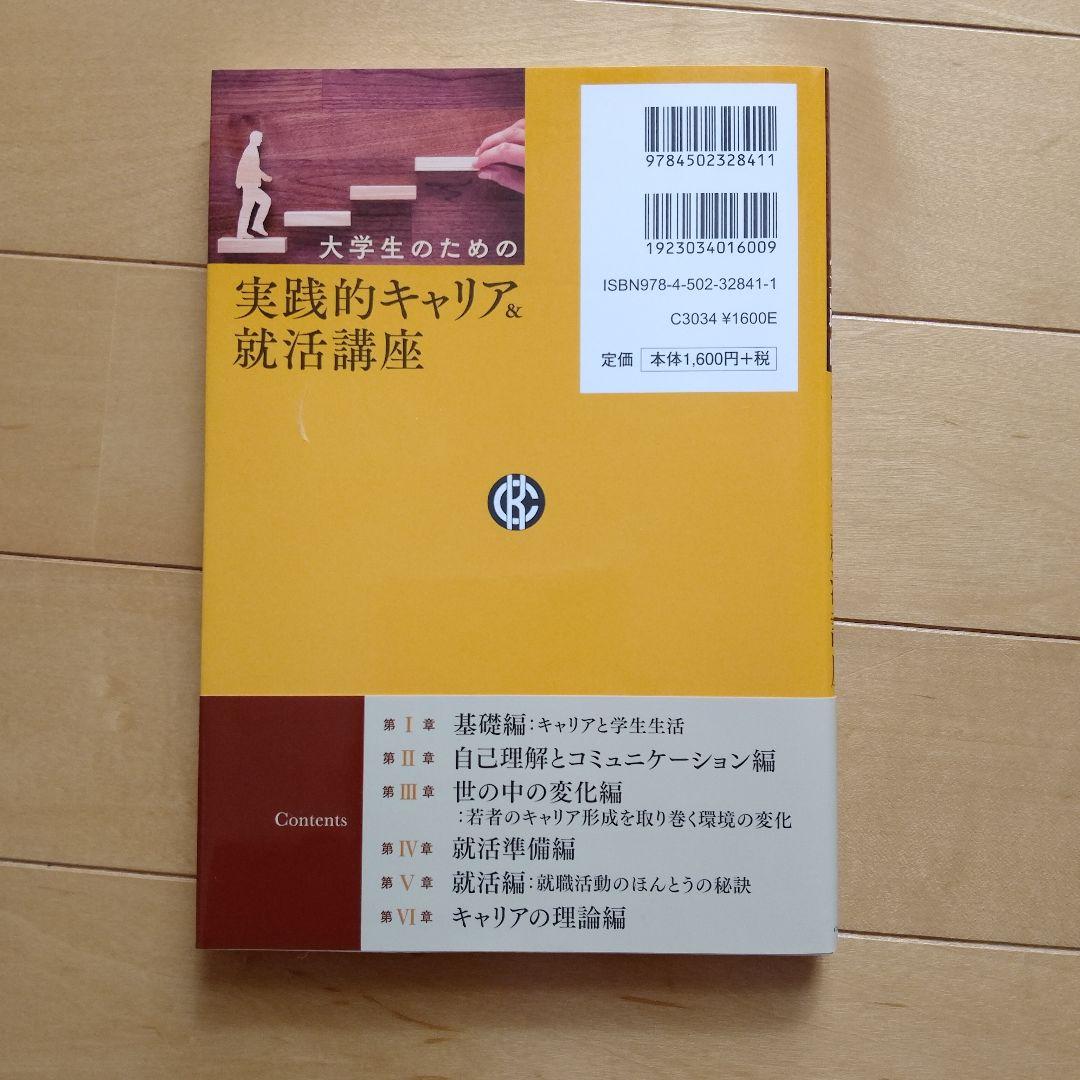 大学生のための
実践的キャリア&
就活講座
9784502328411
1923034016009
ISBN978-4-502-32841-1
C3034 ¥1600E
定価 本体1,600円+税
Contents
第Ⅰ章 基礎編:キャリアと学生生活
第Ⅱ章 自己理解とコミュニケーション編
第Ⅲ章 世の中の変化編
:若者のキャリア形成を取り巻く環境の変化
第Ⅳ章 就活準備編
第Ⅴ章 就活編:就職活動のほんとうの秘訣
第Ⅵ章 キャリアの理論編